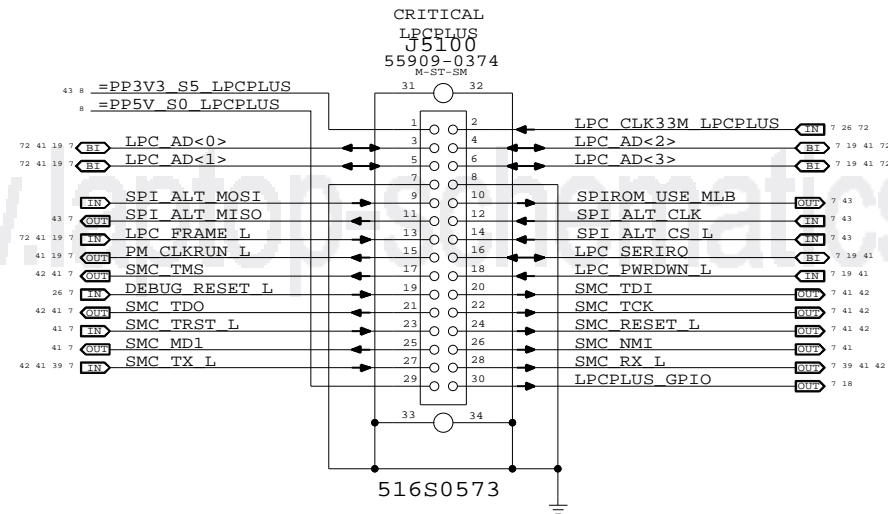 CRITICAL
LPCPLUS
J5100
55909-0374
M-ST-SM
31 32
43 8 =PP3V3_S5_LPCPLUS
8 =PP5V_S0_LPCPLUS
1 2 LPC_CLK33M_LPCPLUS IN 7 26 72
72 41 19 7 BI LPC_AD<0> 3 4 LPC_AD<2> BI 7 19 41 72
72 41 19 7 BI LPC_AD<1> 5 6 LPC_AD<3> BI 7 19 41 72
7 8
IN SPI_ALT_MOSI 9 10 SPIROM_USE_MLB OUT 7 43
43 7 OUT SPI_ALT_MISO 11 12 SPI_ALT_CLK IN 7 43
72 41 19 7 IN LPC_FRAME_L 13 14 SPI_ALT_CS_L IN 7 43
41 19 7 OUT PM_CLKRUN_L 15 16 LPC_SERIRQ BI 7 19 41
42 41 7 OUT SMC_TMS 17 18 LPC_PWRDWN_L IN 7 19 41
26 7 IN DEBUG_RESET_L 19 20 SMC_TDI OUT 7 41 42
42 41 7 OUT SMC_TDO 21 22 SMC_TCK OUT 7 41 42
41 7 IN SMC_TRST_L 23 24 SMC_RESET_L OUT 7 41 42
41 7 OUT SMC_MD1 25 26 SMC_NMI OUT 7 41
42 41 39 7 IN SMC_TX_L 27 28 SMC_RX_L OUT 7 39 41 42
29 30 LPCPLUS_GPIO OUT 7 18
33 34
516S0573
w.laptop-schematics